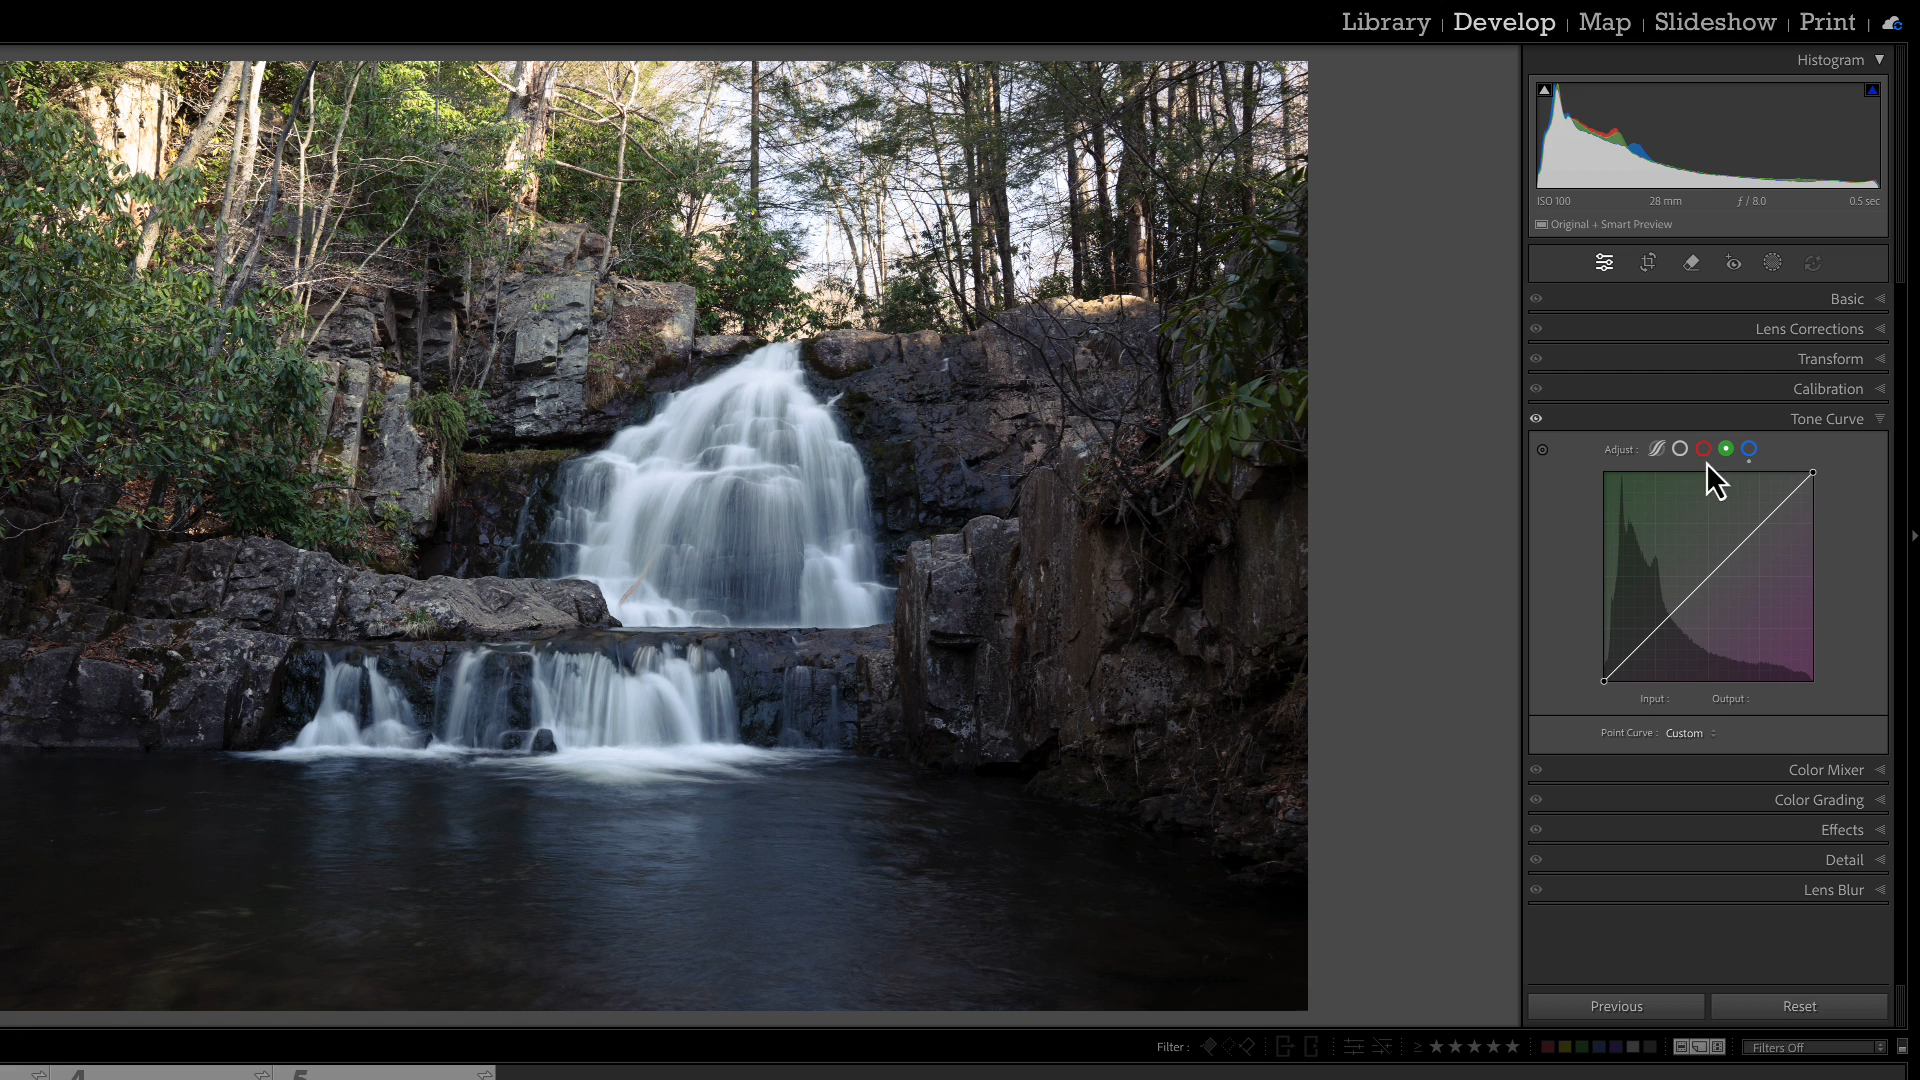 Library | Develop | Map | Slideshow | Print |
Histogram
ISO 100 28 mm ƒ / 8.0 0.5 sec
Original + Smart Preview
Basic
Lens Corrections
Transform
Calibration
Tone Curve
Adjust :
Input : Output :
Point Curve : Custom
Color Mixer
Color Grading
Effects
Detail
Lens Blur
Previous Reset
Filter : ≥ ★★★★★ Filters Off